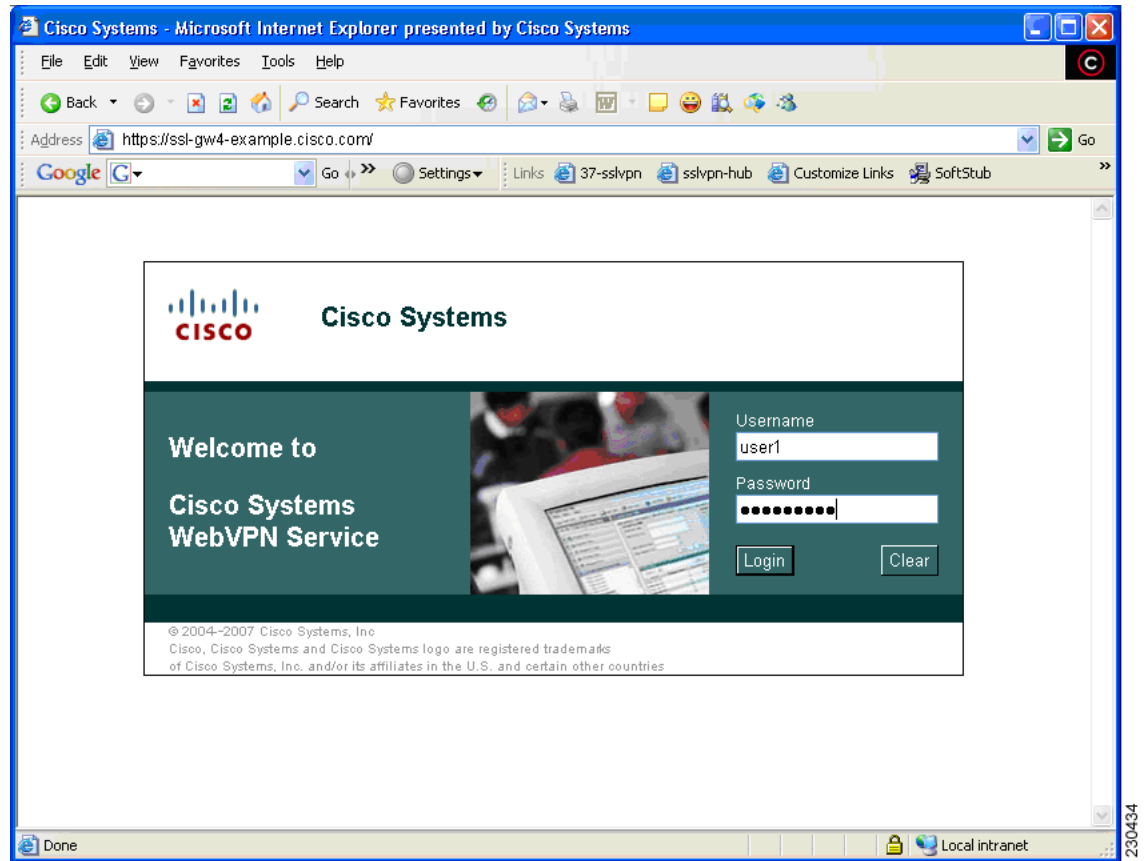 Cisco Systems - Microsoft Internet Explorer presented by Cisco Systems
File Edit View Favorites Tools Help
Back Search Favorites
Address https://ssl-gw4-example.cisco.com/ Go
Google G Go Settings Links 37-sslvpn sslvpn-hub Customize Links SoftStub
CISCO
Cisco Systems
Welcome to
Cisco Systems
WebVPN Service
Username
user1
Password
•••••••••
Login Clear
© 2004-2007 Cisco Systems, Inc
Cisco, Cisco Systems and Cisco Systems logo are registered trademarks
of Cisco Systems, Inc. and/or its affiliates in the U.S. and certain other countries
Done Local intranet
230434